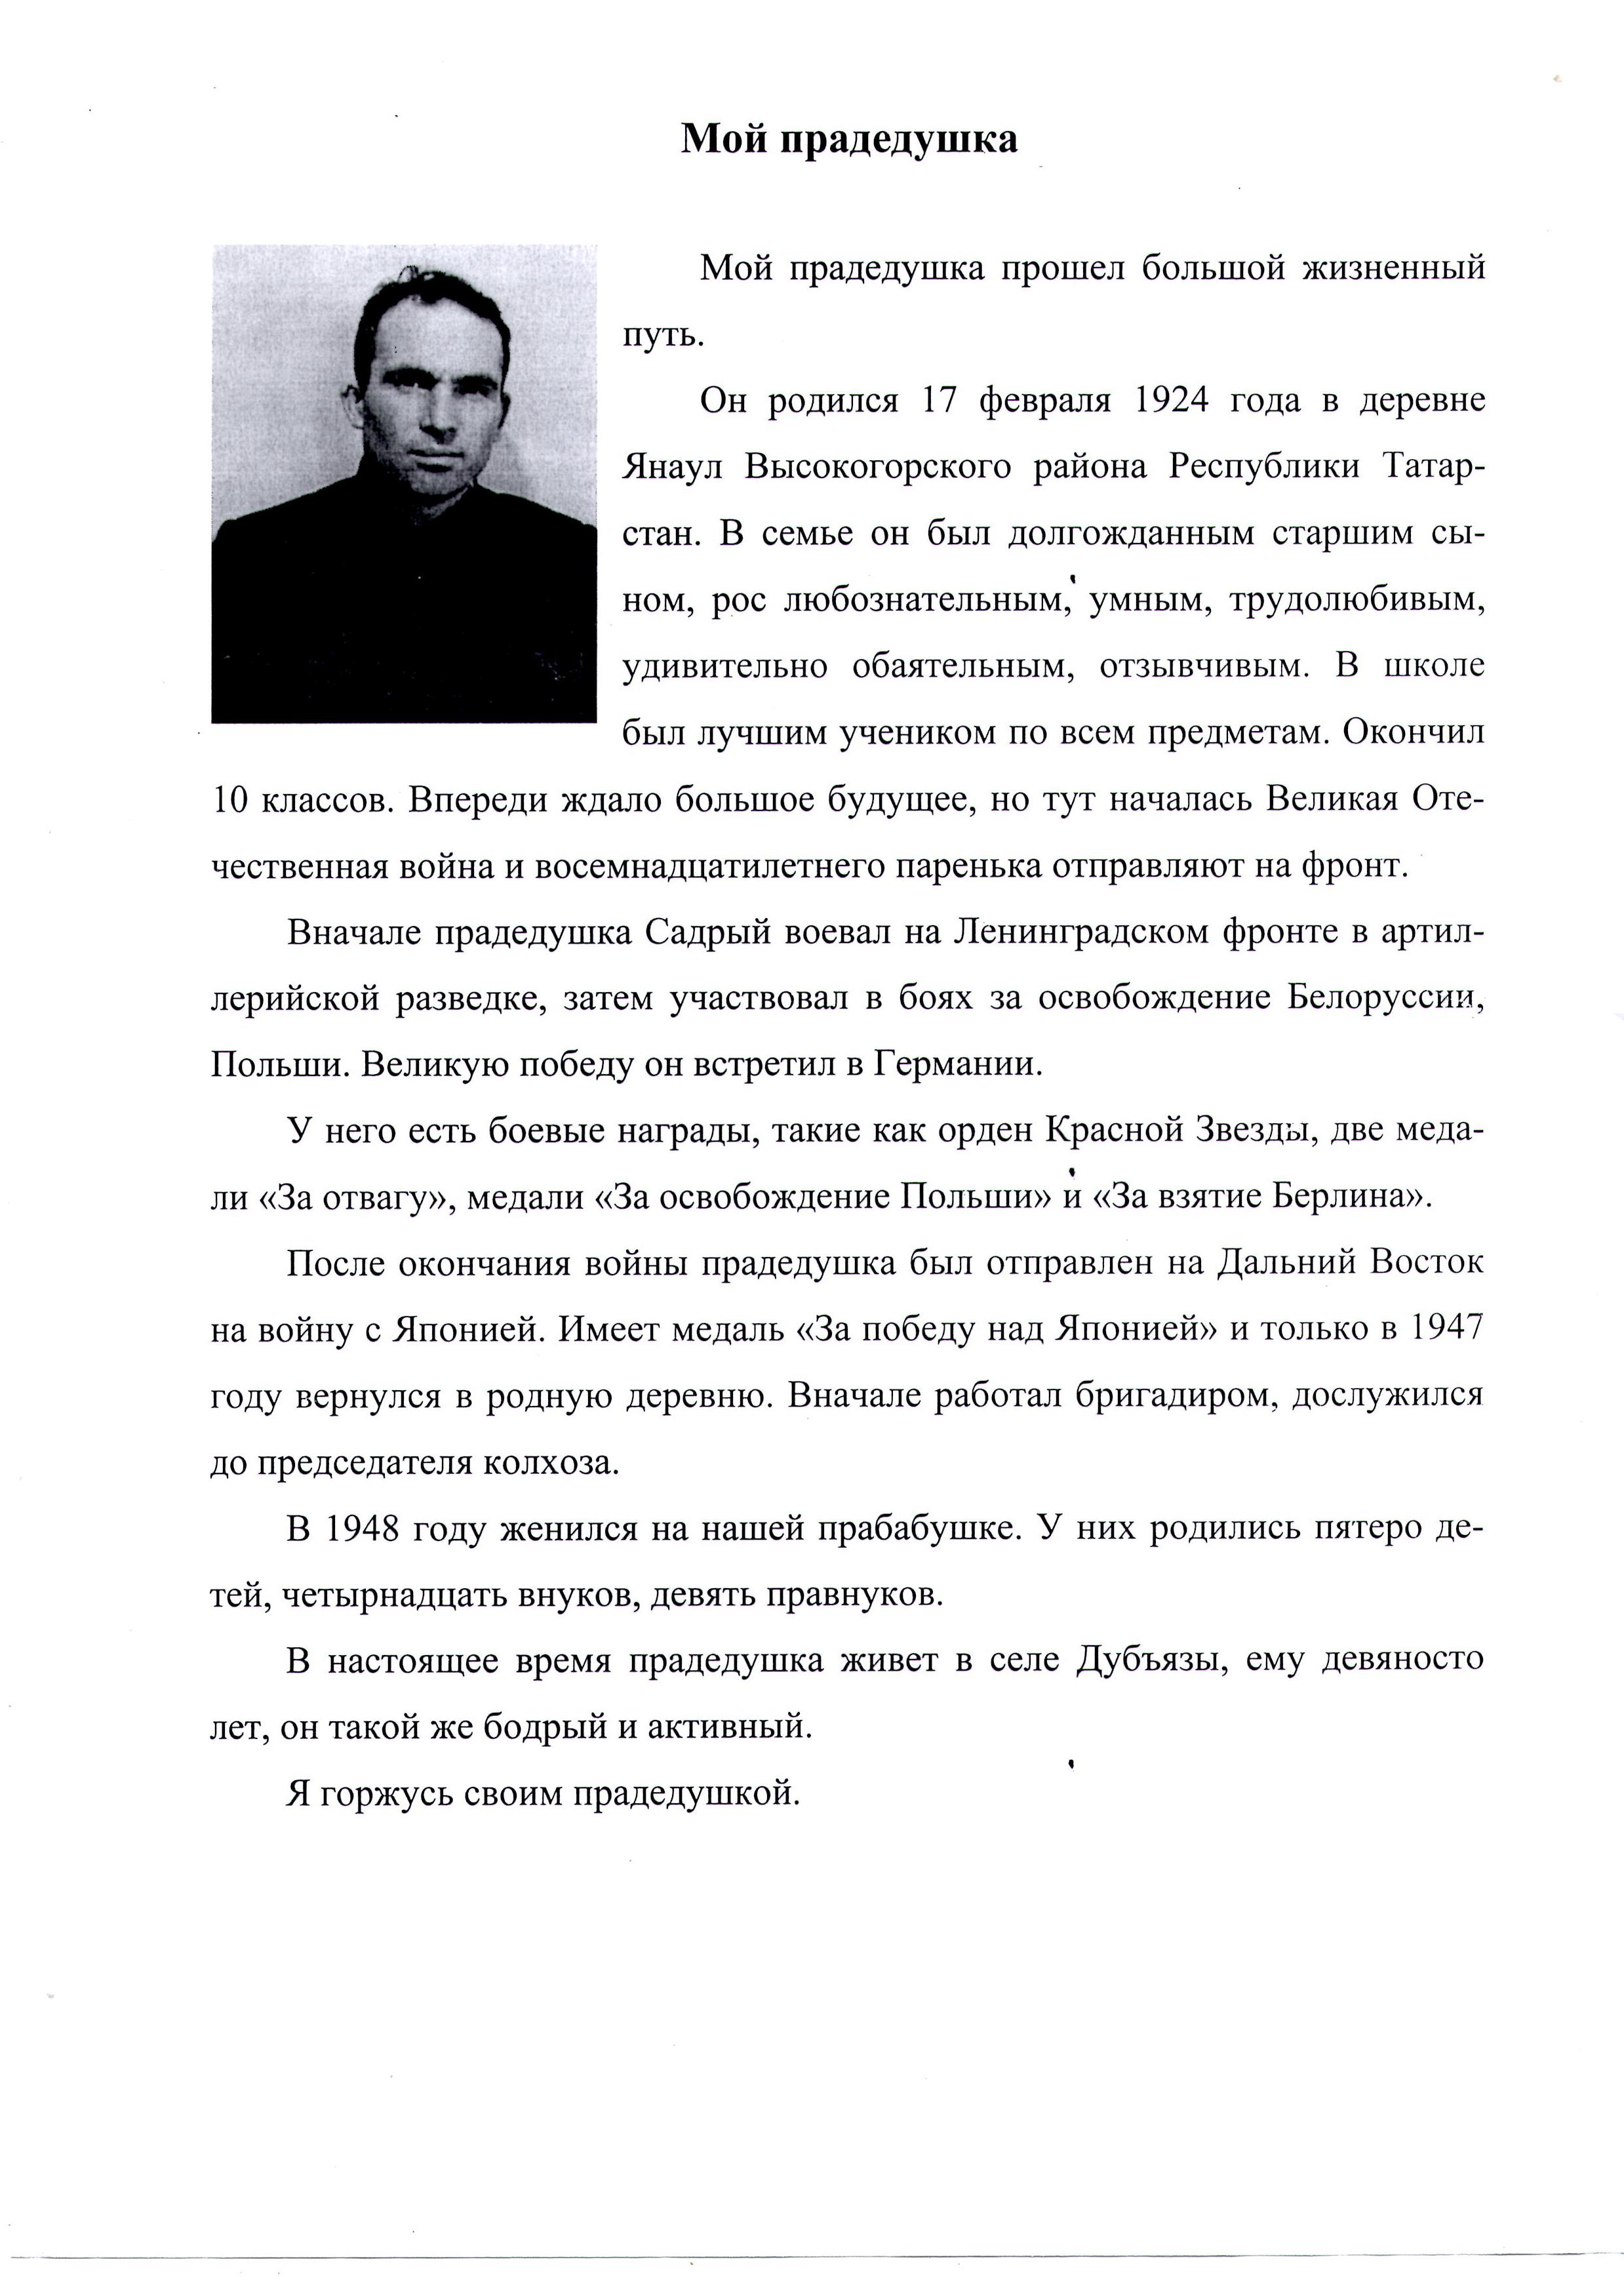 Мой прадедушка
Мой прадедушка прошел большой жизненный
путь.
Он родился 17 февраля 1924 года в деревне
Янаул Высокогорского района Республики Татар-
стан. В семье он был долгожданным старшим сы-
ном, рос любознательным, умным, трудолюбивым,
удивительно обаятельным, отзывчивым. В школе
был лучшим учеником по всем предметам. Окончил
10 классов. Впереди ждало большое будущее, но тут началась Великая Оте-
чественная война и восемнадцатилетнего паренька отправляют на фронт.
Вначале прадедушка Садрый воевал на Ленинградском фронте в артил-
лерийской разведке, затем участвовал в боях за освобождение Белоруссии,
Польши. Великую победу он встретил в Германии.
У него есть боевые награды, такие как орден Красной Звезды, две меда-
ли «За отвагу», медали «За освобождение Польши» и «За взятие Берлина».
После окончания войны прадедушка был отправлен на Дальний Восток
на войну с Японией. Имеет медаль «За победу над Японией» и только в 1947
году вернулся в родную деревню. Вначале работал бригадиром, дослужился
до председателя колхоза.
В 1948 году женился на нашей прабабушке. У них родились пятеро де-
тей, четырнадцать внуков, девять правнуков.
В настоящее время прадедушка живет в селе Дубъязы, ему девяносто
лет, он такой же бодрый и активный.
Я горжусь своим прадедушкой.